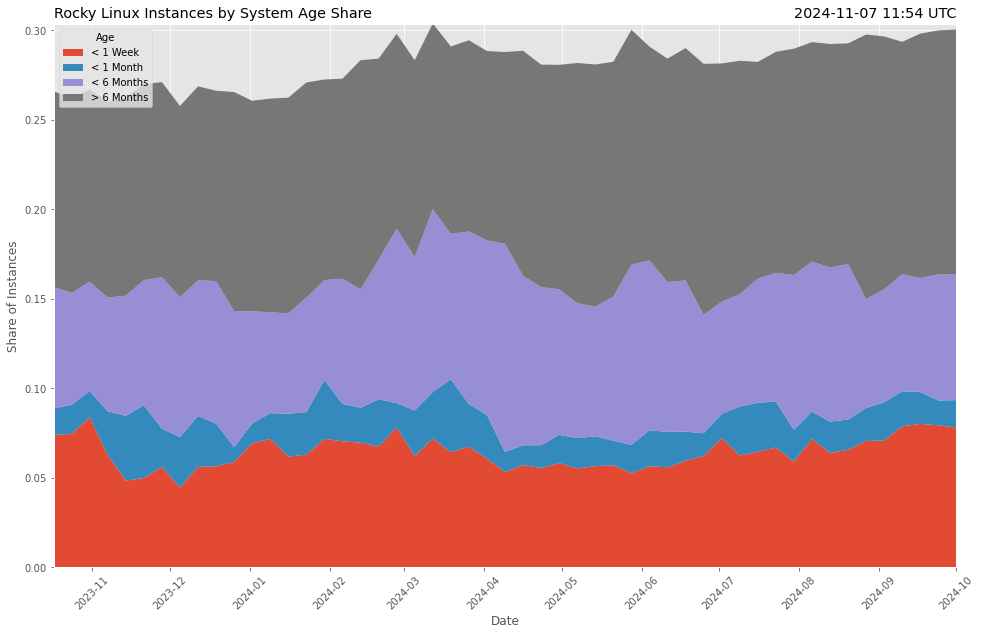 Rocky Linux Instances by System Age Share
2024-11-07 11:54 UTC
Age
< 1 Week
< 1 Month
< 6 Months
> 6 Months
0.30
0.25
0.20
0.15
0.10
0.05
0.00
Share of Instances
2023-11
2023-12
2024-01
2024-02
2024-03
2024-04
2024-05
2024-06
2024-07
2024-08
2024-09
2024-10
Date